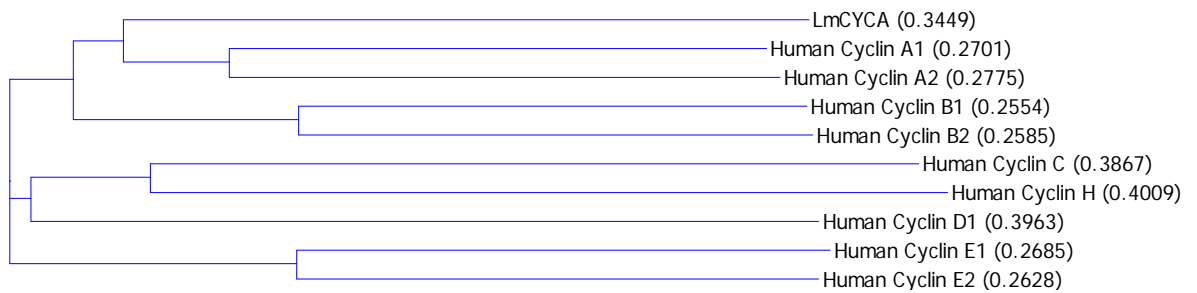 LmCYCA (0.3449)
Human Cyclin A1 (0.2701)
Human Cyclin A2 (0.2775)
Human Cyclin B1 (0.2554)
Human Cyclin B2 (0.2585)
Human Cyclin C (0.3867)
Human Cyclin H (0.4009)
Human Cyclin D1 (0.3963)
Human Cyclin E1 (0.2685)
Human Cyclin E2 (0.2628)